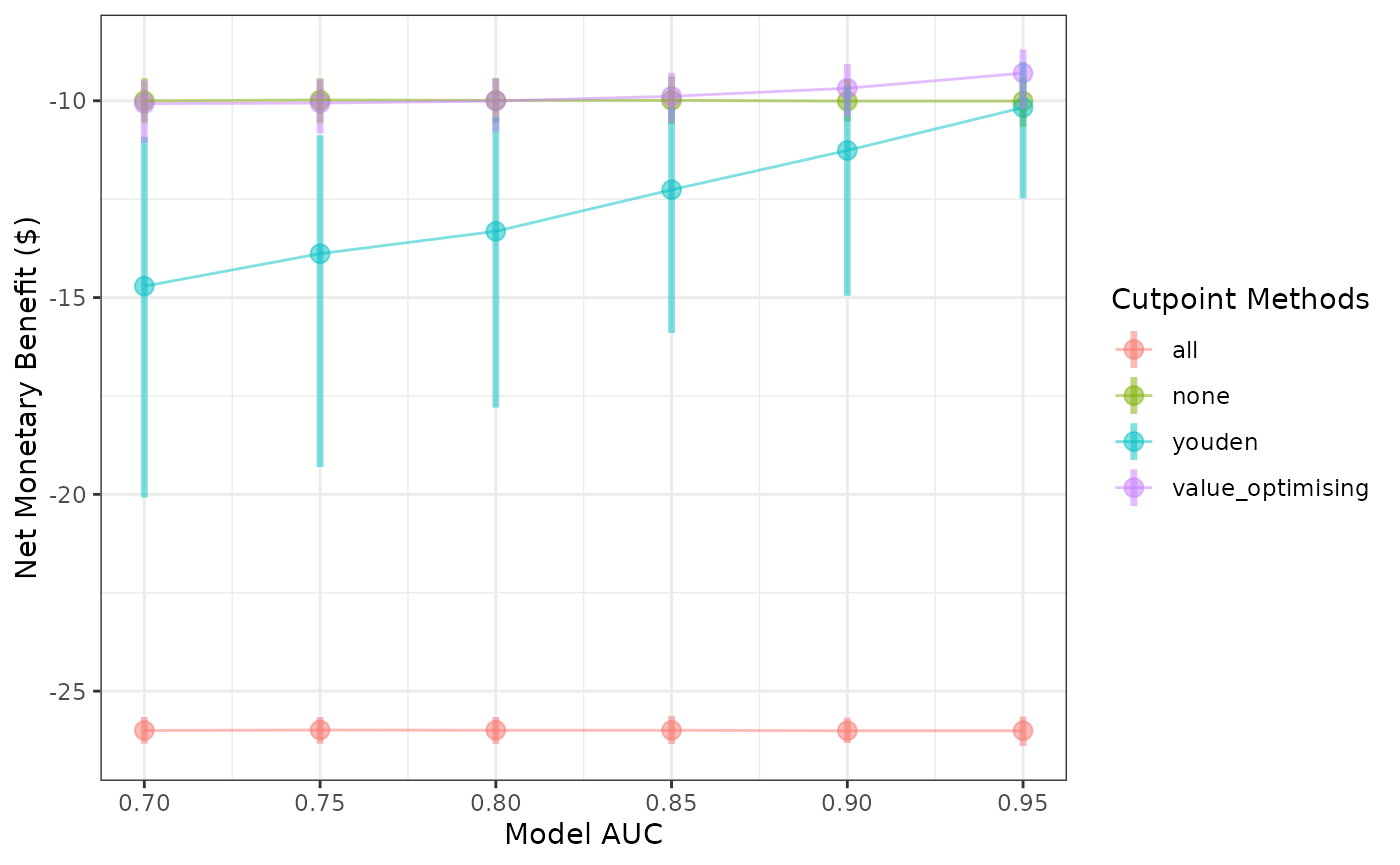 Net Monetary Benefit ($)
-10
-15
-20
-25
0.70 0.75 0.80 0.85 0.90 0.95
Model AUC
Cutpoint Methods
all
none
youden
value_optimising